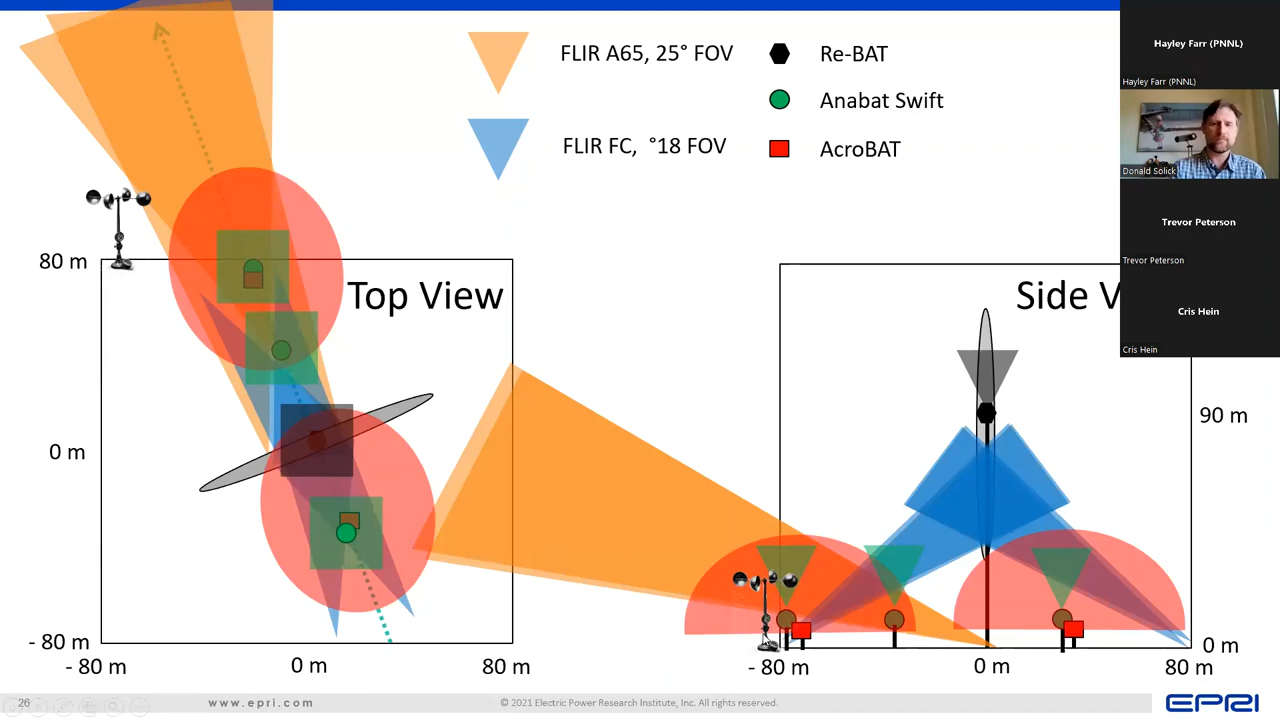 FLIR A65, 25° FOV
Re-BAT
Anabat Swift
FLIR FC, °18 FOV
AcroBAT
Hayley Farr (PNNL)
Hayley Farr (PNNL)
Donald Solick
Trevor Peterson
Trevor Peterson
Cris Hein
Cris Hein
80 m
Top View
0 m
- 80 m
- 80 m
0 m
80 m
Side V
90 m
0 m
- 80 m
0 m
80 m
26
www.epri.com
© 2021 Electric Power Research Institute, Inc. All rights reserved.
EPRI